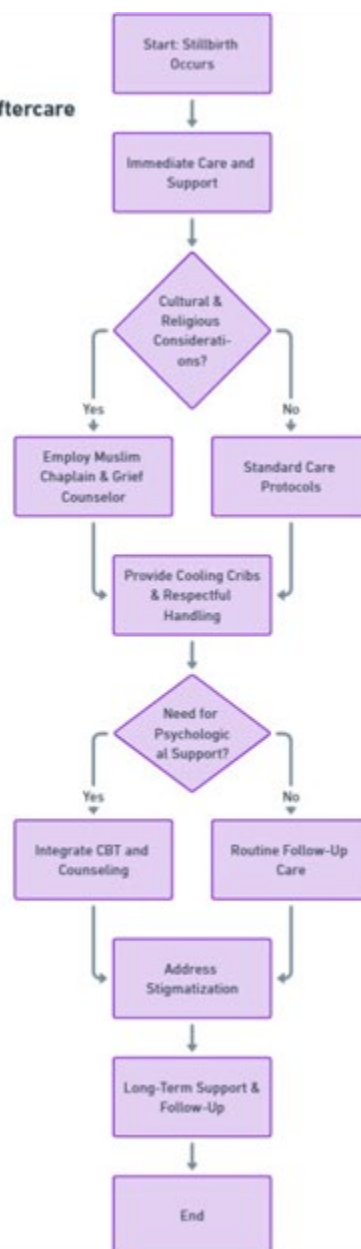 Start: Stillbirth
Occurs
ftercare
Immediate Care and
Support
Cultural &
Religious
Considerati-
ons?
Yes
No
Employ Muslim
Chaplain & Grief
Counselor
Standard Care
Protocols
Provide Cooling Cribs
& Respectful
Handling
Need for
Psychologic
al Support?
Yes
No
Integrate CBT and
Counseling
Routine Follow-Up
Care
Address
Stigmatization
Long-Term Support &
Follow-Up
End